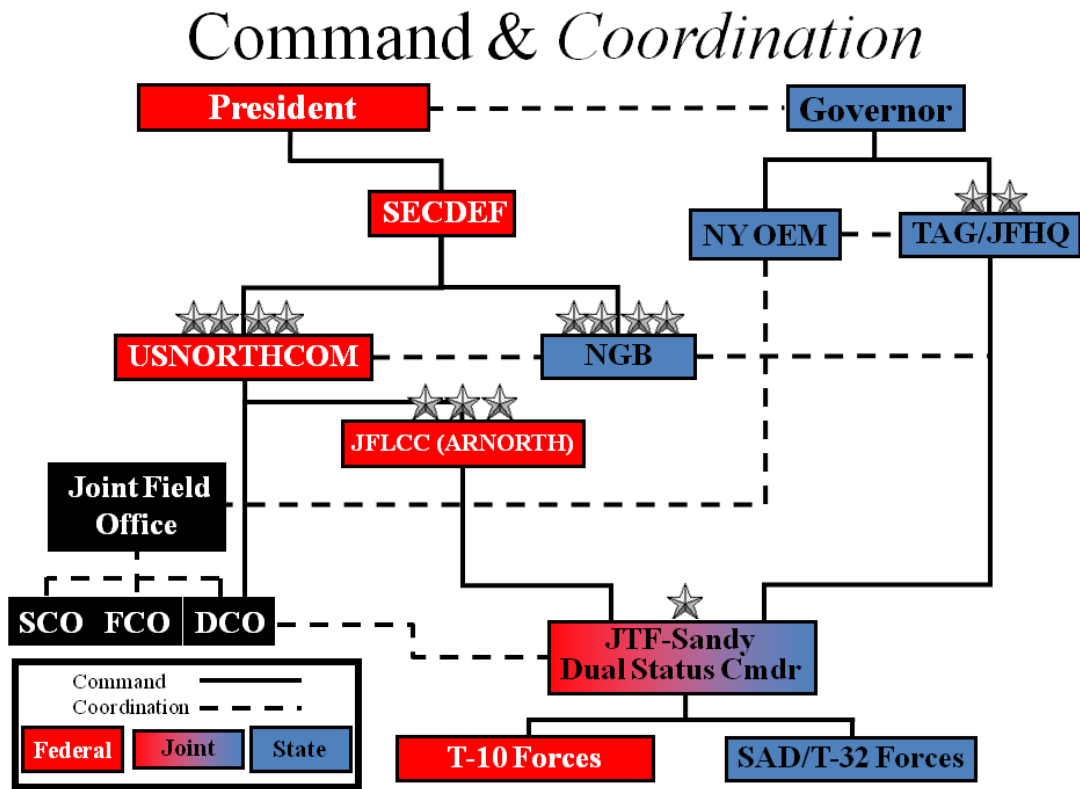 Command & Coordination
President
Governor
SECDEF
NY OEM
TAG/JFHQ
USNORTHCOM
NGB
JFLCC (ARNORTH)
Joint Field
Office
SCO
FCO
DCO
JTF-Sandy
Dual Status Cmdr
Command
Coordination
Federal
Joint
State
T-10 Forces
SAD/T-32 Forces